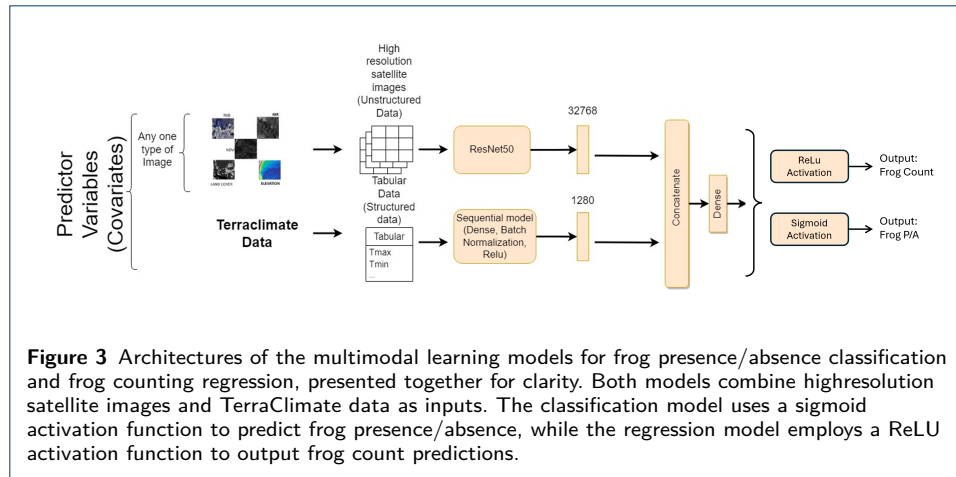 Predictor
Variables
(Covariates)
Any one
type of
Image
RGB
NIR
NDVI
LAND COVER
ELEVATION
Terraclimate
Data
High
resolution
satellite
images
(Unstructured
Data)
Tabular
Data
(Structured
data)
Tabular
Tmax
Tmin
...
ResNet50
Sequential model
(Dense, Batch
Normalization,
Relu)
32768
1280
Concatenate
Dense
ReLu
Activation
Output:
Frog Count
Sigmoid
Activation
Output:
Frog P/A
Figure 3 Architectures of the multimodal learning models for frog presence/absence classification
and frog counting regression, presented together for clarity. Both models combine highresolution
satellite images and TerraClimate data as inputs. The classification model uses a sigmoid
activation function to predict frog presence/absence, while the regression model employs a ReLU
activation function to output frog count predictions.